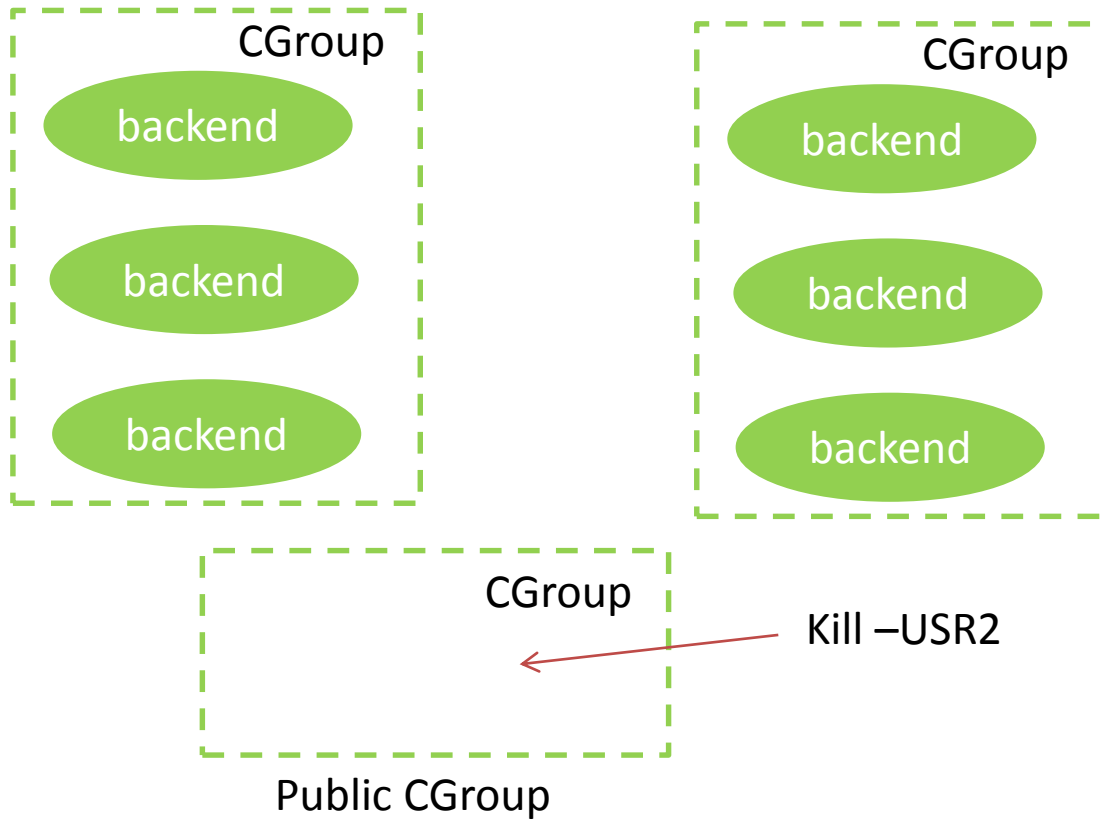 CGroup
backend
backend
backend
CGroup
backend
backend
backend
CGroup
Kill –USR2
Public CGroup